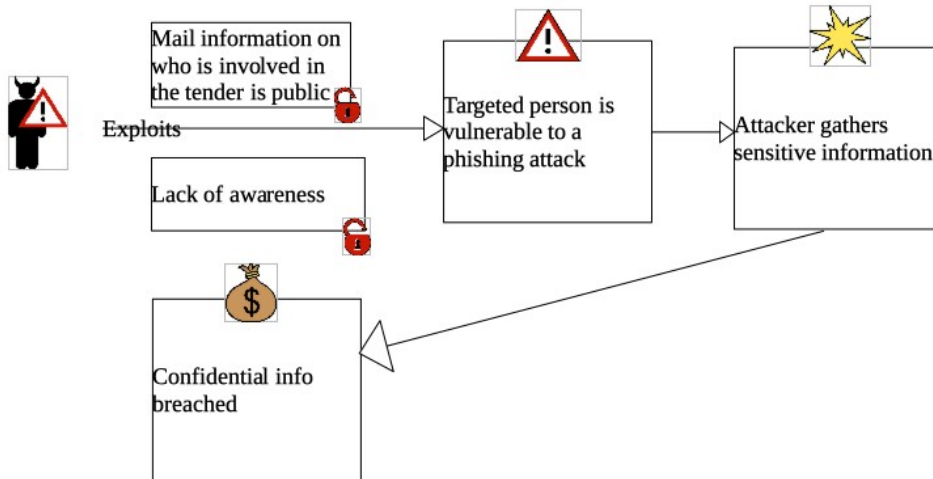 Mail information on
who is involved in
the tender is public
Exploits
Lack of awareness
Targeted person is
vulnerable to a
phishing attack
Attacker gathers
sensitive information
$
Confidential info
breached